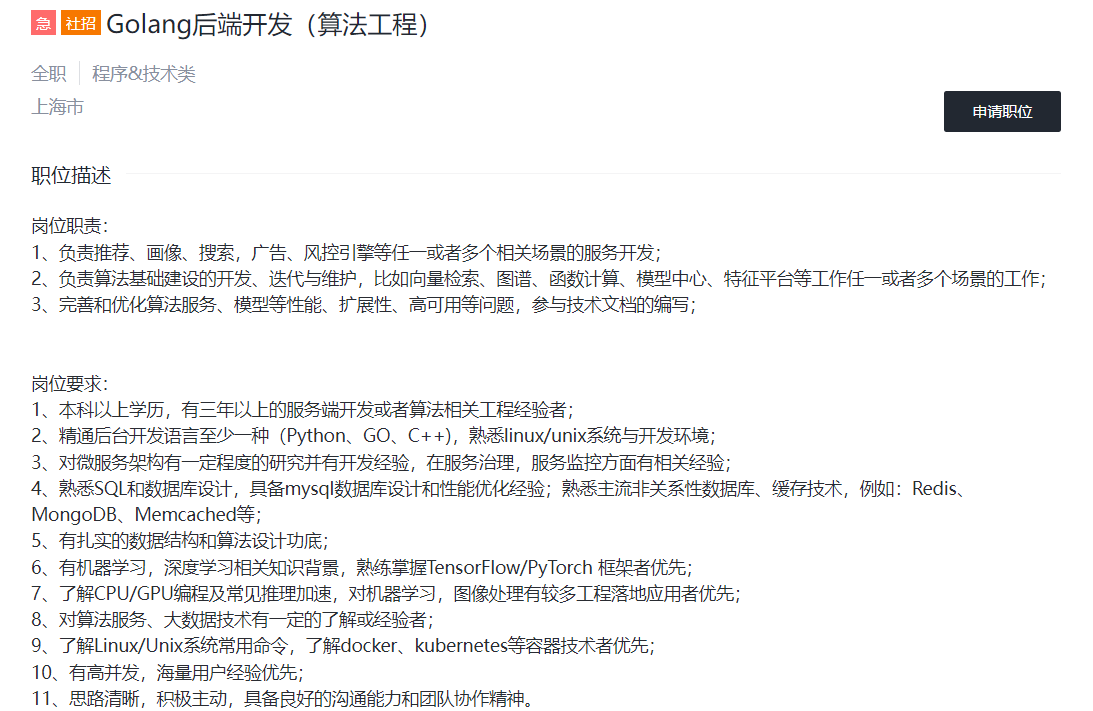 急 社招 Golang后端开发（算法工程）
全职 程序&技术类
上海市
申请职位
职位描述
岗位职责：
1、负责推荐、画像、搜索，广告、风控引擎等任一或者多个相关场景的服务开发；
2、负责算法基础建设的开发、迭代与维护，比如向量检索、图谱、函数计算、模型中心、特征平台等工作任一或者多个场景的工作；
3、完善和优化算法服务、模型等性能、扩展性、高可用等问题，参与技术文档的编写；
岗位要求：
1、本科以上学历，有三年以上的服务端开发或者算法相关工程经验者；
2、精通后台开发语言至少一种（Python、GO、C++），熟悉linux/unix系统与开发环境；
3、对微服务架构有一定程度的研究并有开发经验，在服务治理，服务监控方面有相关经验；
4、熟悉SQL和数据库设计，具备mysql数据库设计和性能优化经验；熟悉主流非关系性数据库、缓存技术，例如：Redis、
MongoDB、Memcached等；
5、有扎实的数据结构和算法设计功底；
6、有机器学习，深度学习相关知识背景，熟练掌握TensorFlow/PyTorch 框架者优先；
7、了解CPU/GPU编程及常见推理加速，对机器学习，图像处理有较多工程落地应用者优先；
8、对算法服务、大数据技术有一定的了解或经验者；
9、了解Linux/Unix系统常用命令，了解docker、kubernetes等容器技术者优先；
10、有高并发，海量用户经验优先；
11、思路清晰，积极主动，具备良好的沟通能力和团队协作精神。